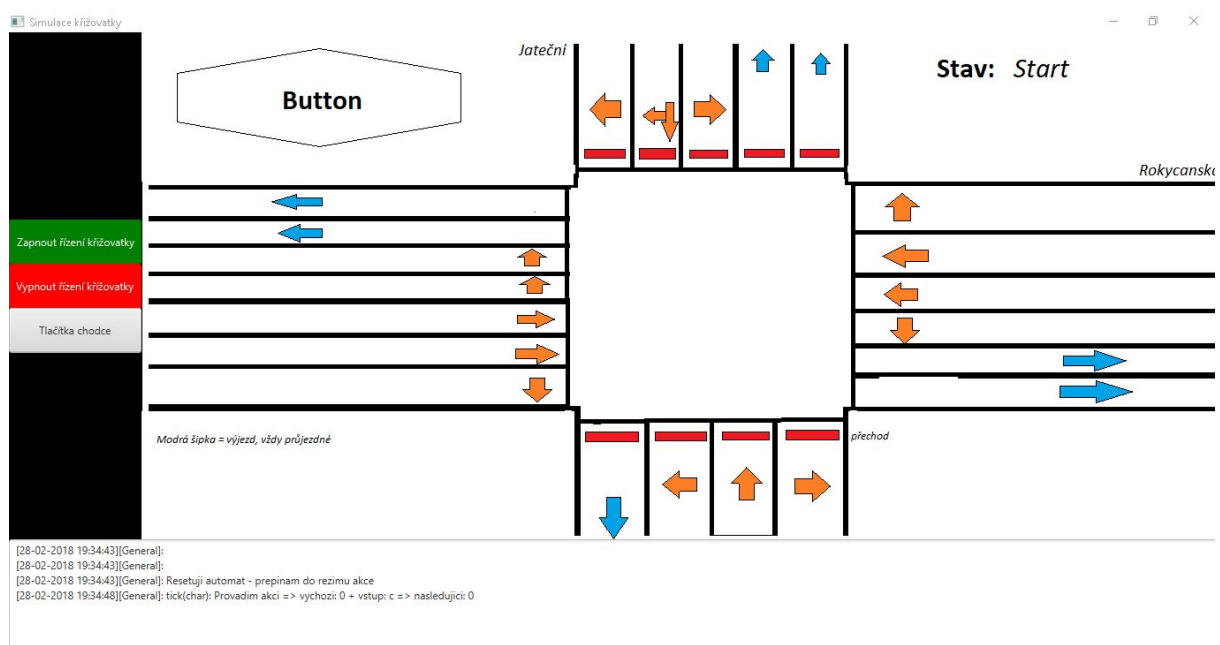 Simulace křižovatky
Jateční
Stav: Start
Button
Rokycanská
Zapnout řízení křižovatky
Vypnout řízení křižovatky
Tlačítka chodce
Modrá šipka = výjezd, vždy průjezdné
přechod
[28-02-2018 19:34:43][General]:
[28-02-2018 19:34:43][General]:
[28-02-2018 19:34:43][General]: Resetuji automat - prepinam do rezimu akce
[28-02-2018 19:34:48][General]: tick(char): Provadim akci => vychozi: 0 + vstup: c => nasledujici: 0